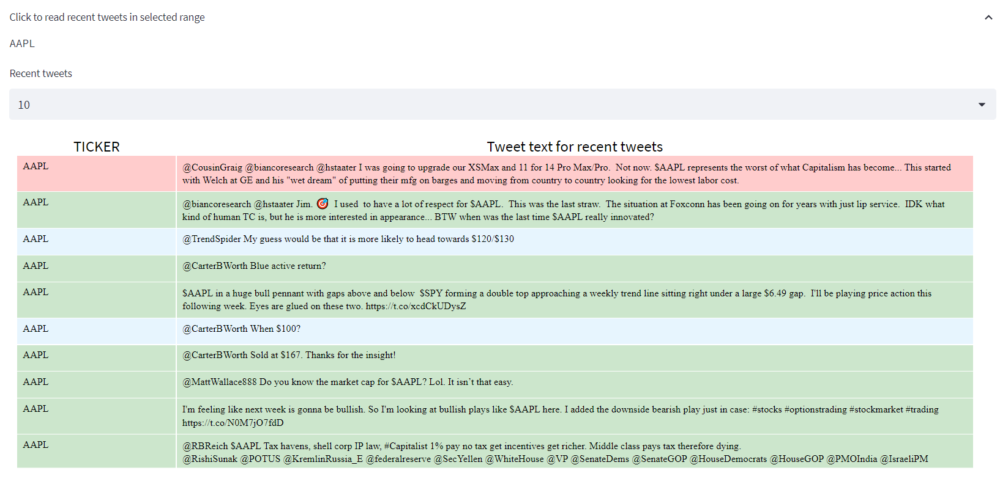 Click to read recent tweets in selected range
AAPL
Recent tweets
10
TICKER Tweet text for recent tweets
AAPL @CousinGraig @biancoresearch @hstaater I was going to upgrade our XSMax and 11 for 14 Pro Max/Pro.  Not now. $AAPL represents the worst of what Capitalism has become... This started
with Welch at GE and his "wet dream" of putting their mfg on barges and moving from country to country looking for the lowest labor cost.
AAPL @biancoresearch @hstaater Jim. 🎯  I used  to have a lot of respect for $AAPL.  This was the last straw.  The situation at Foxconn has been going on for years with just lip service.  IDK what
kind of human TC is, but he is more interested in appearance... BTW when was the last time $AAPL really innovated?
AAPL @TrendSpider My guess would be that it is more likely to head towards $120/$130
AAPL @CarterBWorth Blue active return?
AAPL $AAPL in a huge bull pennant with gaps above and below  $SPY forming a double top approaching a weekly trend line sitting right under a large $6.49 gap.  I'll be playing price action this
following week. Eyes are glued on these two. https://t.co/xcdCkUDysZ
AAPL @CarterBWorth When $100?
AAPL @CarterBWorth Sold at $167. Thanks for the insight!
AAPL @MattWallace888 Do you know the market cap for $AAPL? Lol. It isn’t that easy.
AAPL I'm feeling like next week is gonna be bullish. So I'm looking at bullish plays like $AAPL here. I added the downside bearish play just in case: #stocks #optionstrading #stockmarket #trading
https://t.co/N0M7jO7fdD
AAPL @RBReich $AAPL Tax havens, shell corp IP law, #Capitalist 1% pay no tax get incentives get richer. Middle class pays tax therefore dying.
@RishiSunak @POTUS @KremlinRussia_E @federalreserve @SecYellen @WhiteHouse @VP @SenateDems @SenateGOP @HouseDemocrats @HouseGOP @PMOIndia @IsraeliPM